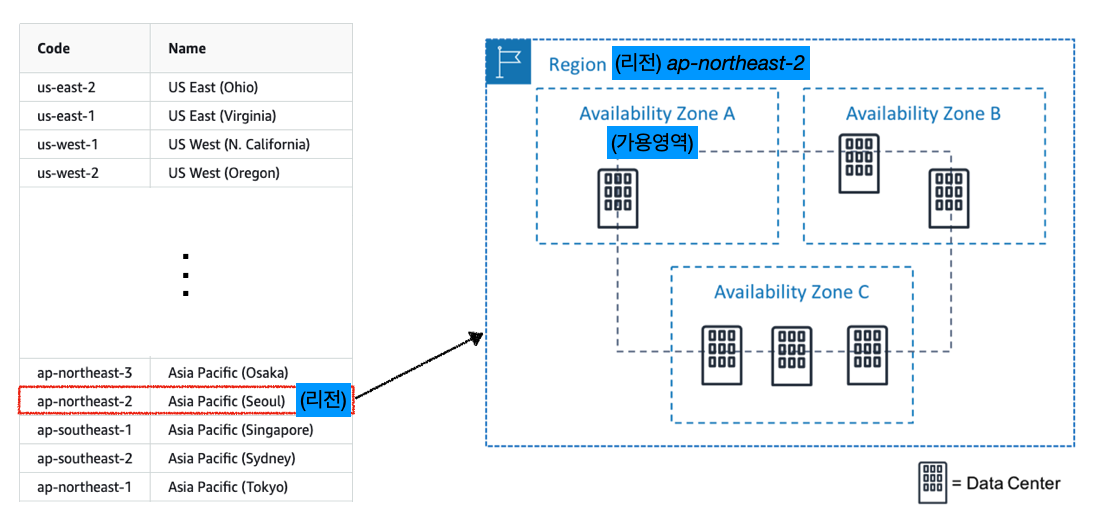 Code Name
us-east-2 US East (Ohio)
us-east-1 US East (Virginia)
us-west-1 US West (N. California)
us-west-2 US West (Oregon)
ap-northeast-3 Asia Pacific (Osaka)
ap-northeast-2 Asia Pacific (Seoul) (리전)
ap-southeast-1 Asia Pacific (Singapore)
ap-southeast-2 Asia Pacific (Sydney)
ap-northeast-1 Asia Pacific (Tokyo)
Region (리전) ap-northeast-2
Availability Zone A
(가용영역)
Availability Zone B
Availability Zone C
= Data Center